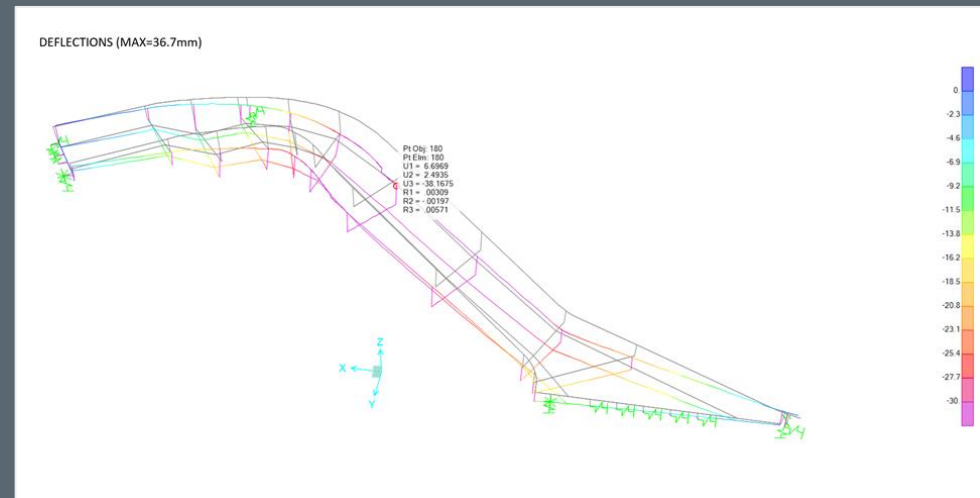 DEFLECTIONS (MAX=36.7mm)
Pt Obj: 180
Pt Elm: 180
U1 = 6.6969
U2 = 2.4935
U3 = -38.1675
R1 = .00309
R2 = -.00197
R3 = .00571
Z
X
Y
0
-2.3
-4.6
-6.9
-9.2
-11.5
-13.8
-16.2
-18.5
-20.8
-23.1
-25.4
-27.7
-30.